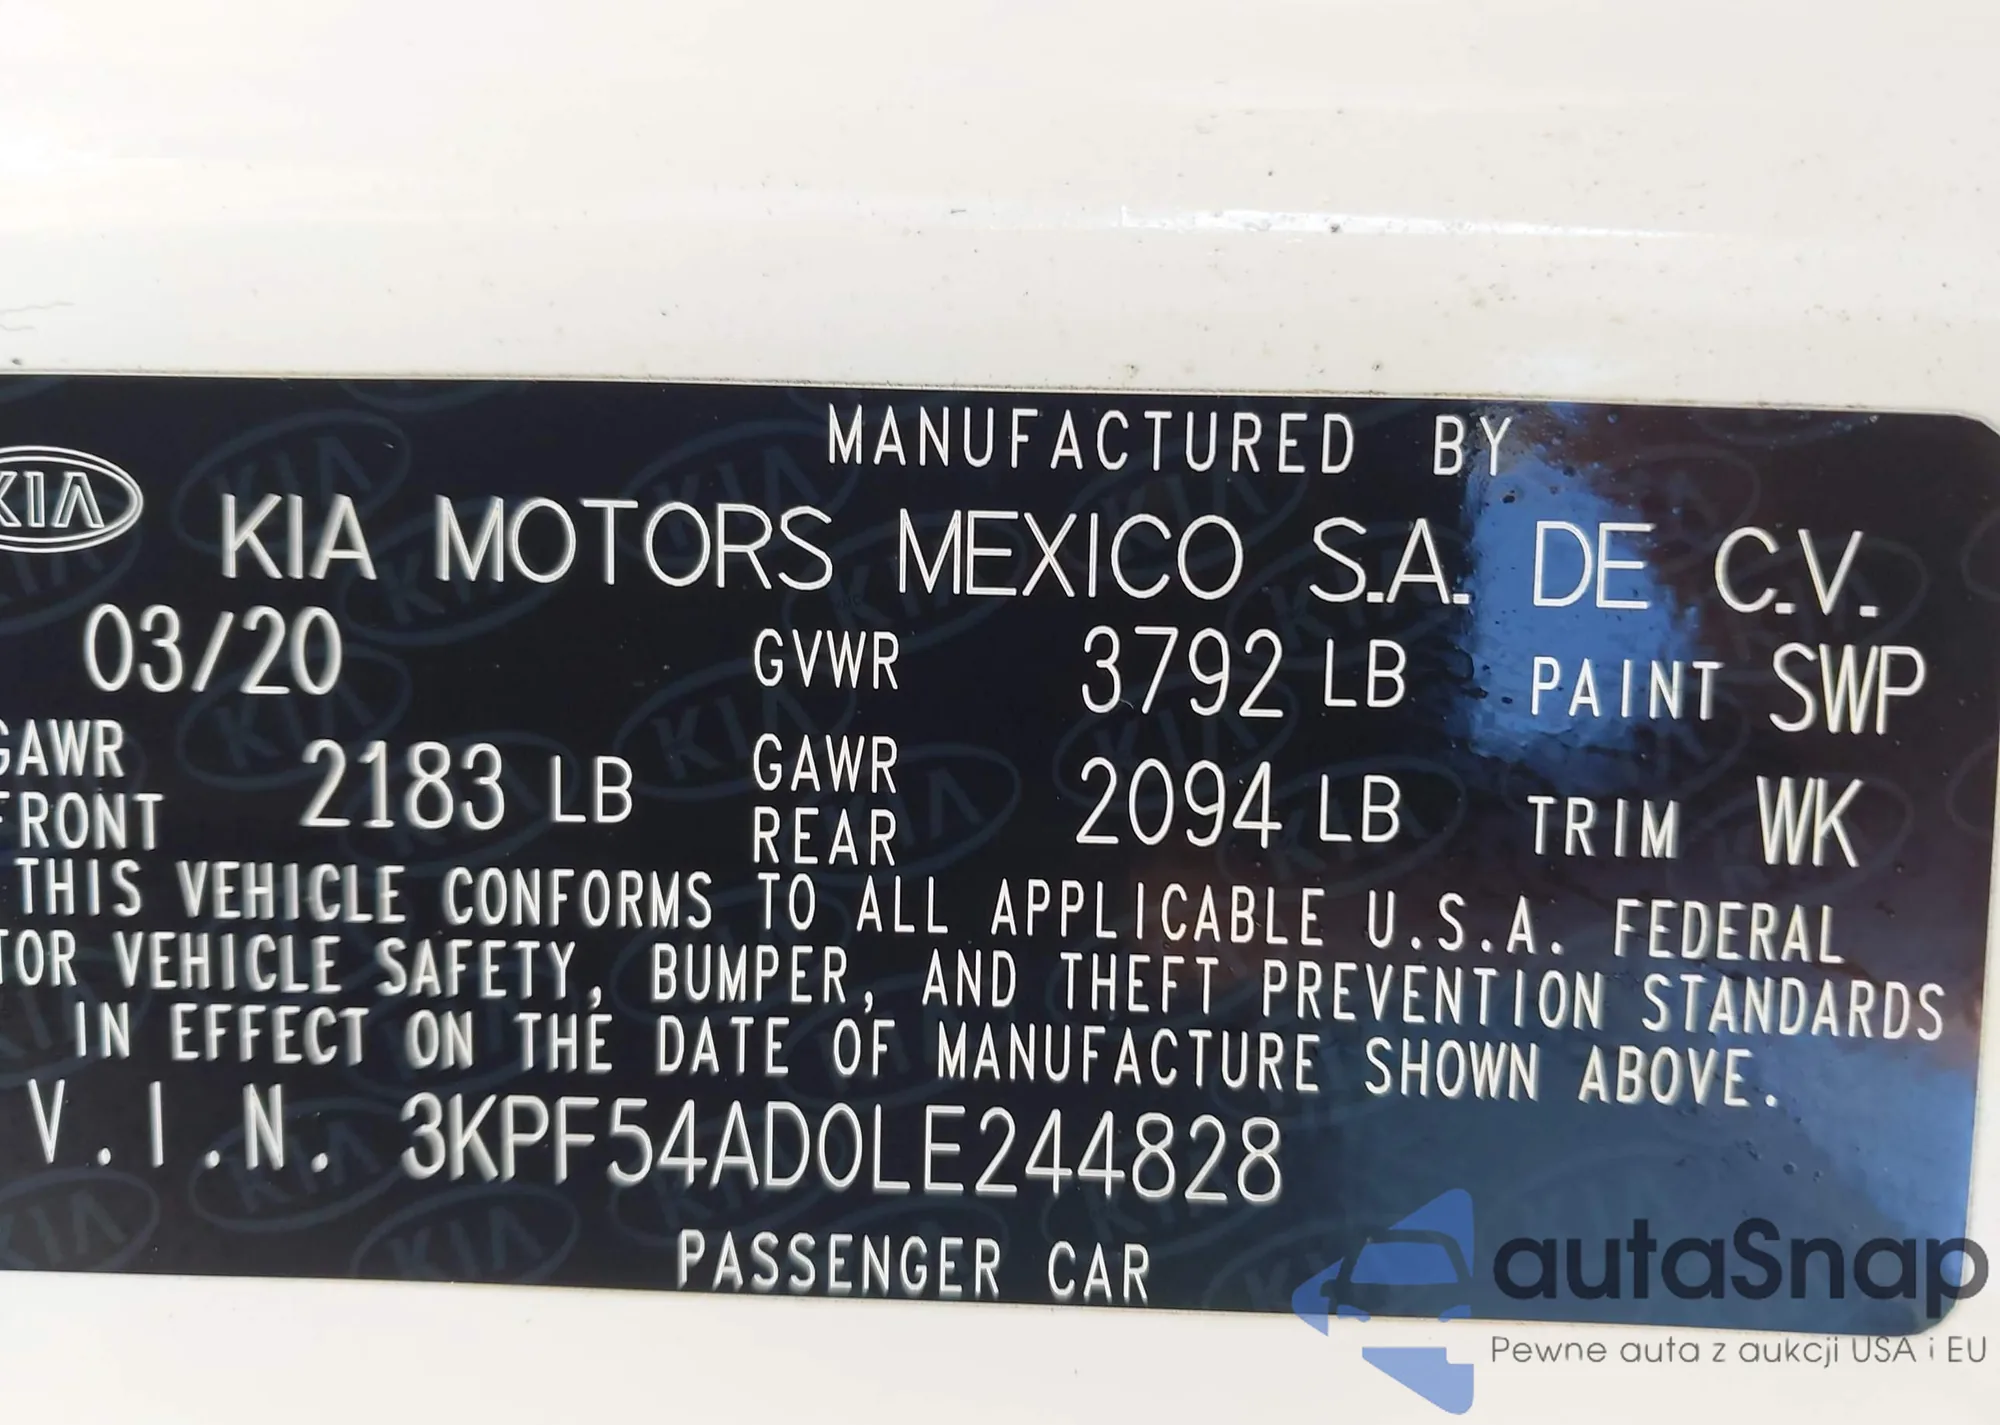 MANUFACTURED BY
KIA KIA MOTORS MEXICO S.A. DE C.V.
03/20 GVWR 3792 LB PAINT SWP
GAWR FRONT 2183 LB GAWR REAR 2094 LB TRIM WK
THIS VEHICLE CONFORMS TO ALL APPLICABLE U.S.A. FEDERAL
TOR VEHICLE SAFETY, BUMPER, AND THEFT PREVENTION STANDARDS
IN EFFECT ON THE DATE OF MANUFACTURE SHOWN ABOVE.
V.I.N. 3KPF54AD0LE244828
PASSENGER CAR
autaSnap
Pewne auta z aukcji USA i EU